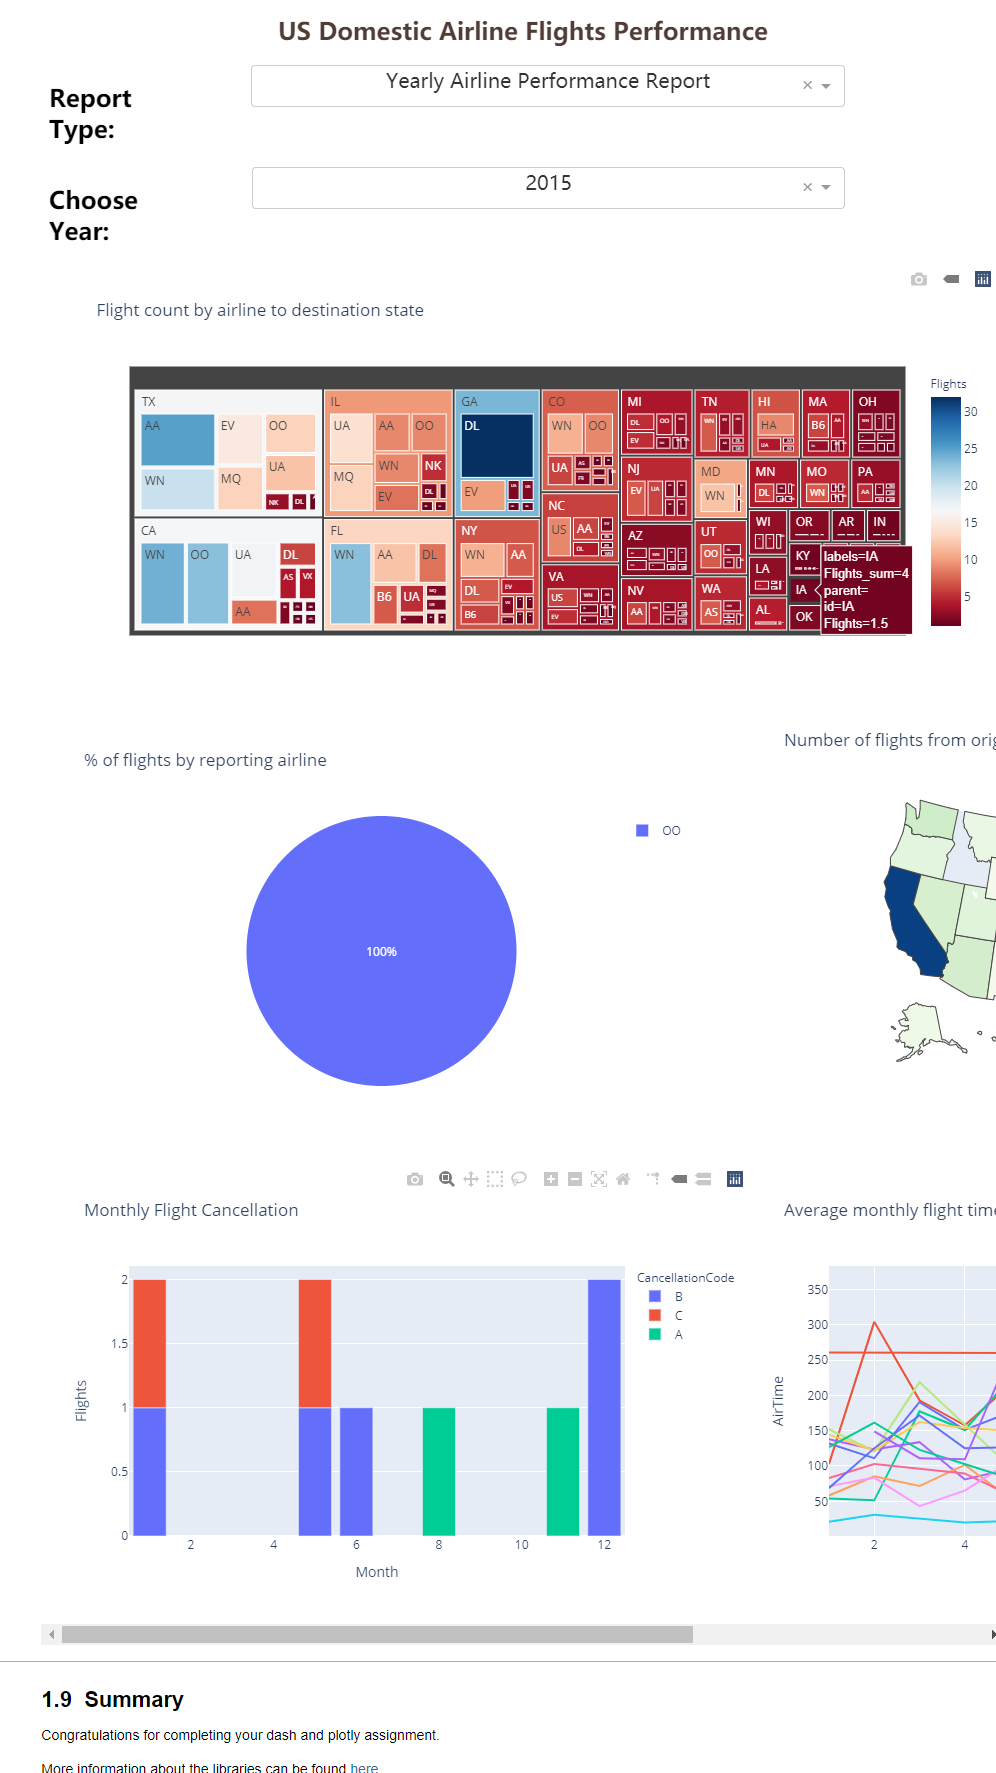 US Domestic Airline Flights Performance
Report
Type:
Yearly Airline Performance Report
Choose
Year:
2015
Flight count by airline to destination state
TX
AA
EV
OO
WN
MQ
UA
NK
DL
CA
WN
OO
UA
DL
AS
VX
AA
IL
UA
AA
OO
MQ
WN
NK
EV
DL
FL
WN
AA
DL
B6
UA
MQ
GA
DL
EV
NY
WN
AA
DL
EV
B6
CO
WN
OO
UA
AS
F9
NC
US
AA
EV
DL
VA
US
WN
AA
EV
MI
DL
OO
EV
NJ
EV
UA
AZ
WN
NV
AA
TN
WN
MD
WN
UT
OO
WA
AS
HI
HA
UA
MN
DL
WI
LA
AL
MA
B6
AA
MO
WN
OH
PA
AA
OR
AR
IN
KY
IA
OK
labels=IA
Flights_sum=4
parent=
id=IA
Flights=1.5
Flights
30
25
20
15
10
5
% of flights by reporting airline
100%
OO
Number of flights from orig
Monthly Flight Cancellation
Flights
2
1.5
1
0.5
0
2
4
6
8
10
12
Month
CancellationCode
B
C
A
Average monthly flight time
AirTime
350
300
250
200
150
100
50
2
4
1.9 Summary
Congratulations for completing your dash and plotly assignment.
More information about the libraries can be found here